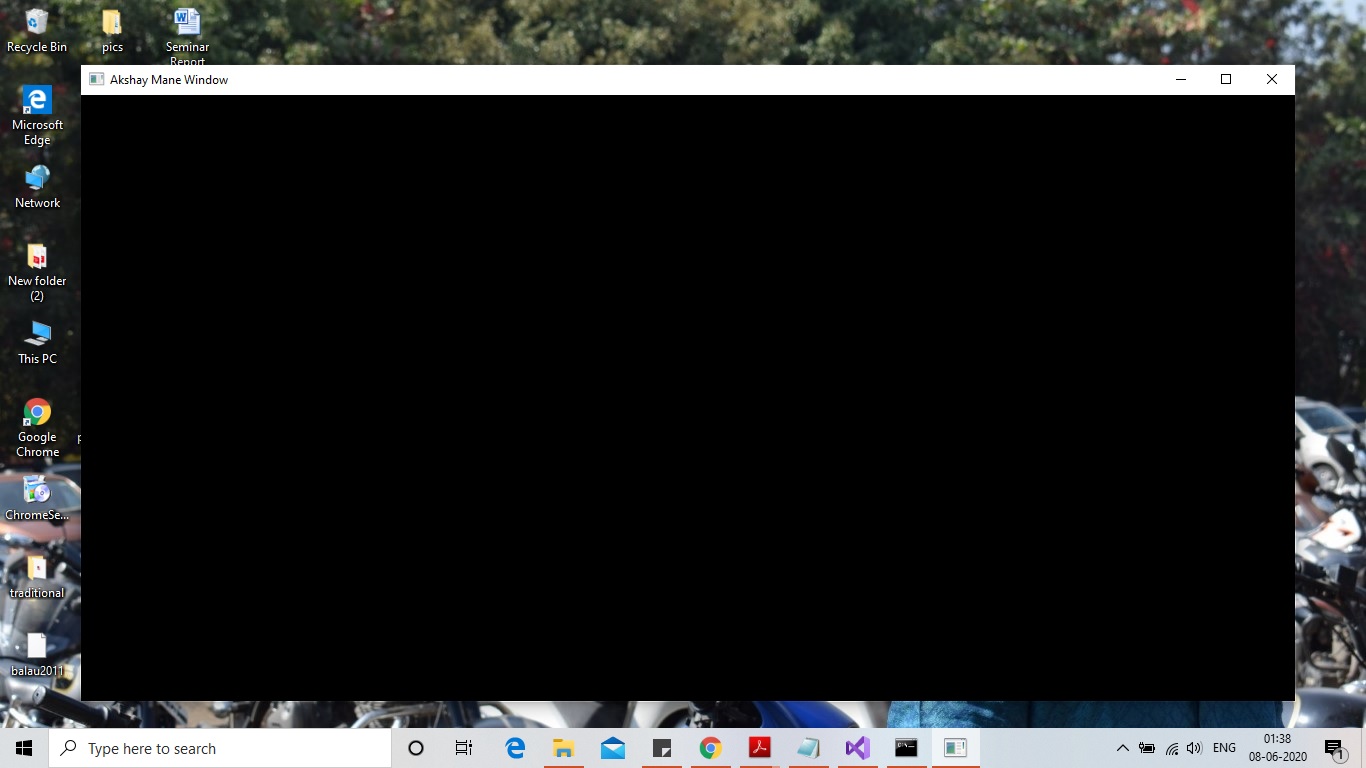 Recycle Bin
pics
Seminar
Report
Akshay Mane Window
Microsoft
Edge
Network
New folder
(2)
This PC
Google
Chrome
p
ChromeSe...
traditional
balau2011
Type here to search
ENG
01:38
08-06-2020
1